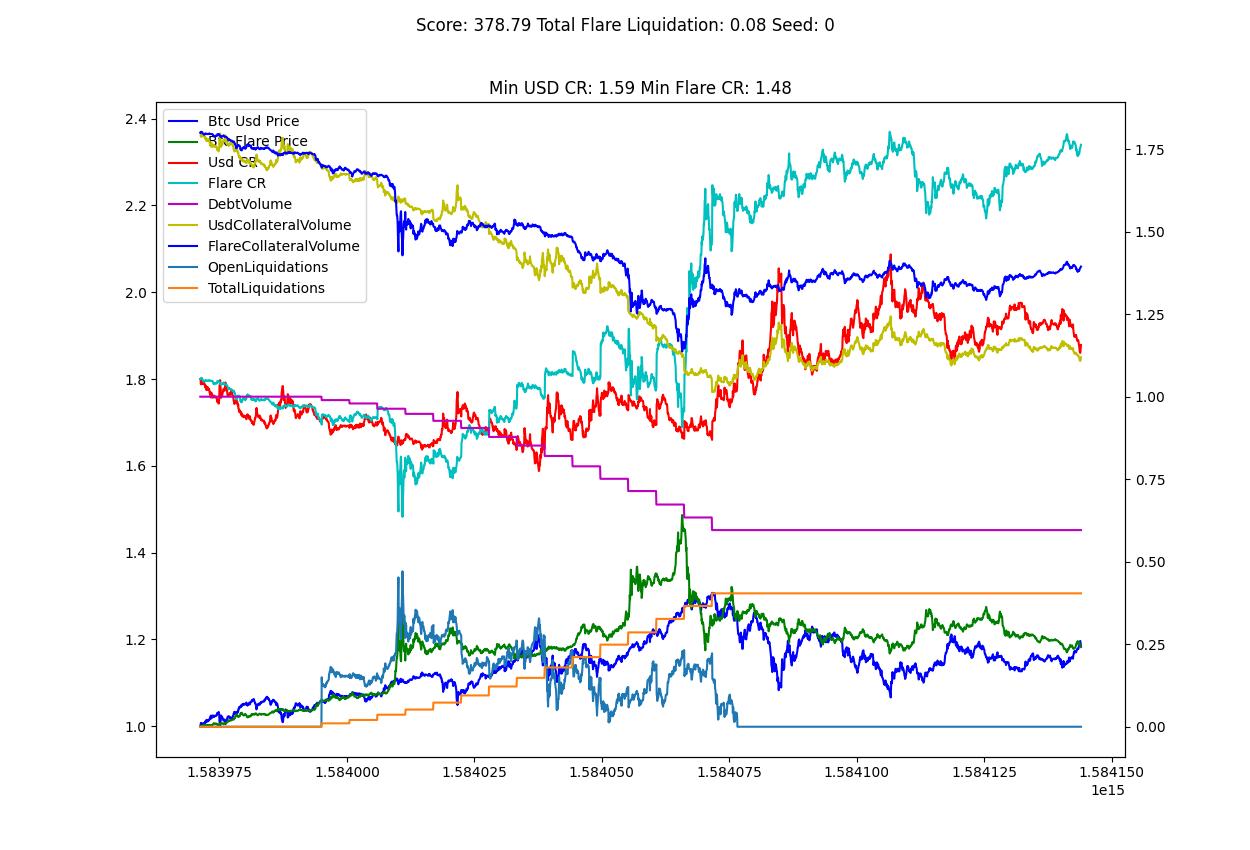 Score: 378.79 Total Flare Liquidation: 0.08 Seed: 0
Min USD CR: 1.59 Min Flare CR: 1.48
Btc Usd Price
Btc Flare Price
Usd CR
Flare CR
DebtVolume
UsdCollateralVolume
FlareCollateralVolume
OpenLiquidations
TotalLiquidations
2.4
2.2
2.0
1.8
1.6
1.4
1.2
1.0
1.75
1.50
1.25
1.00
0.75
0.50
0.25
0.00
1.583975 1.584000 1.584025 1.584050 1.584075 1.584100 1.584125 1.584150
1e15